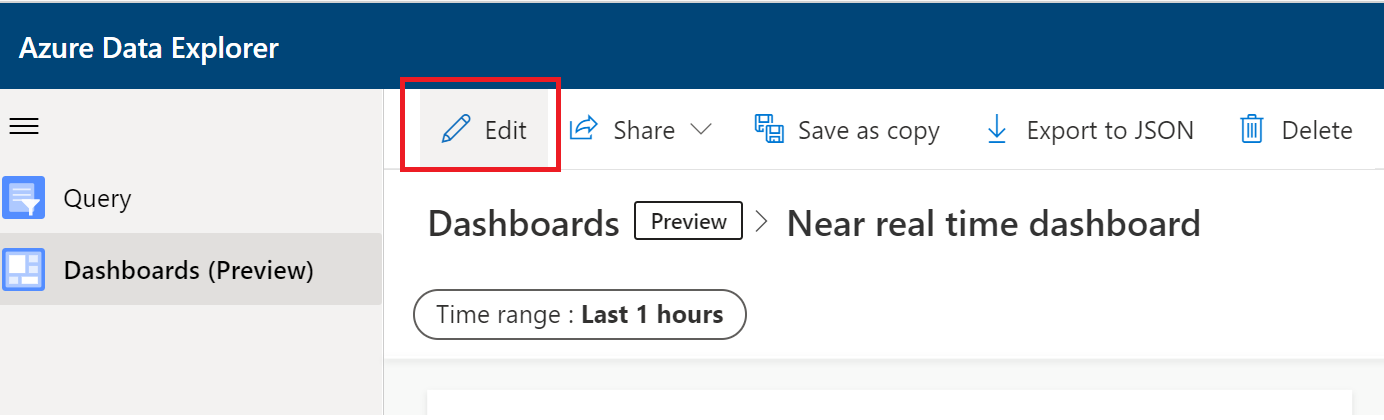 Azure Data Explorer
Edit Share Save as copy Export to JSON Delete
Query
Dashboards (Preview)
Dashboards Preview > Near real time dashboard
Time range : Last 1 hours